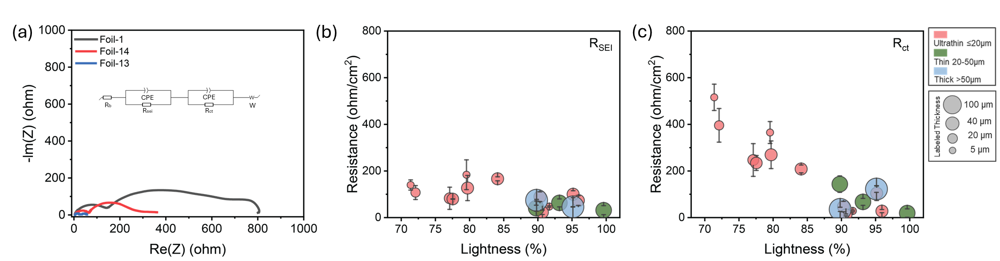 (a)
1000
800
600
400
200
0
-Im(Z) (ohm)
Foil-1
Foil-14
Foil-13
CPE
CPE
Rb
Rsei
Rct
W
W
0
200
400
600
800
1000
Re(Z) (ohm)
(b)
800
600
400
200
0
Resistance (ohm/cm²)
R_SEI
70
75
80
85
90
95
100
Lightness (%)
(c)
800
600
400
200
0
Resistance (ohm/cm²)
R_ct
70
75
80
85
90
95
100
Lightness (%)
Ultrathin ≤20µm
Thin 20-50µm
Thick >50µm
Labeled Thickness
100 µm
40 µm
20 µm
5 µm